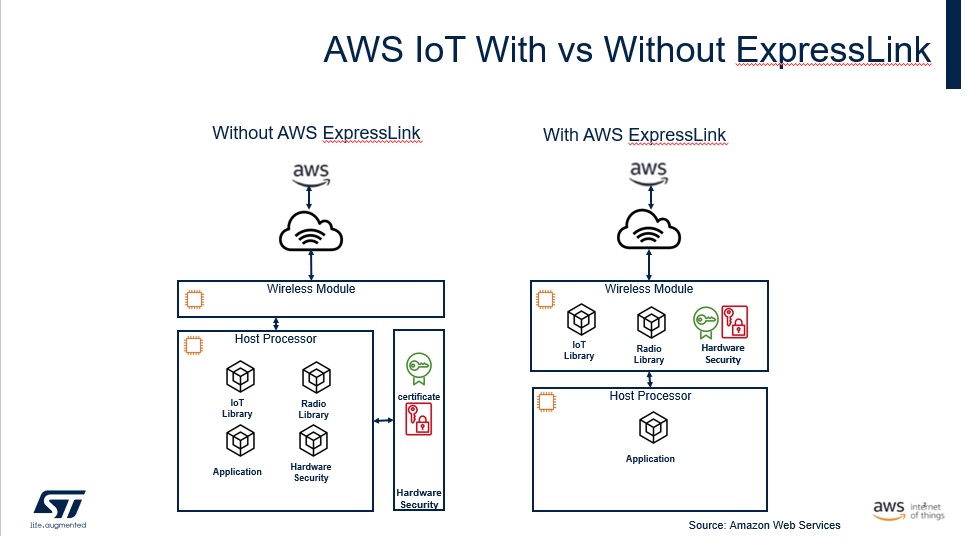 AWS IoT With vs Without ExpressLink
Without AWS ExpressLink
aws
Wireless Module
Host Processor
IoT
Library
Radio
Library
Application
Hardware
Security
certificate
Hardware
Security
With AWS ExpressLink
aws
Wireless Module
IoT
Library
Radio
Library
Hardware
Security
Host Processor
Application
ST
life.augmented
Source: Amazon Web Services
aws
internet
of things